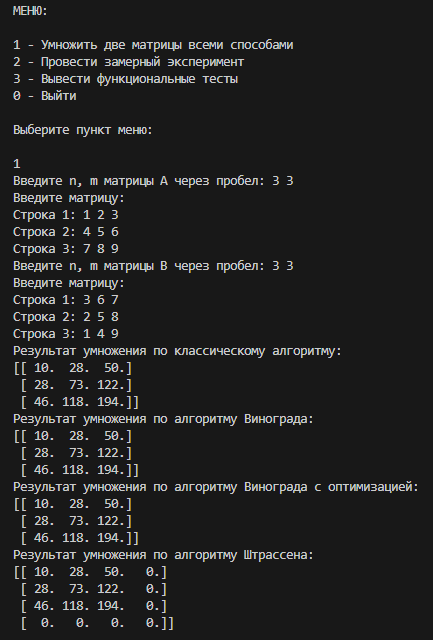 МЕНЮ:
1 - Умножить две матрицы всеми способами
2 - Провести замерный эксперимент
3 - Вывести функциональные тесты
0 - Выйти
Выберите пункт меню:
1
Введите n, m матрицы A через пробел: 3 3
Введите матрицу:
Строка 1: 1 2 3
Строка 2: 4 5 6
Строка 3: 7 8 9
Введите n, m матрицы B через пробел: 3 3
Введите матрицу:
Строка 1: 3 6 7
Строка 2: 2 5 8
Строка 3: 1 4 9
Результат умножения по классическому алгоритму:
[[ 10.  28.  50.]
 [ 28.  73. 122.]
 [ 46. 118. 194.]]
Результат умножения по алгоритму Винограда:
[[ 10.  28.  50.]
 [ 28.  73. 122.]
 [ 46. 118. 194.]]
Результат умножения по алгоритму Винограда с оптимизацией:
[[ 10.  28.  50.]
 [ 28.  73. 122.]
 [ 46. 118. 194.]]
Результат умножения по алгоритму Штрассена:
[[ 10.  28.  50.   0.]
 [ 28.  73. 122.   0.]
 [ 46. 118. 194.   0.]
 [  0.   0.   0.   0.]]